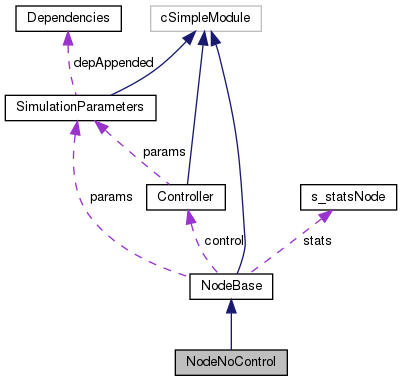 Dependencies
cSimpleModule
depAppended
SimulationParameters
params
params
Controller
s_statsNode
control
stats
NodeBase
NodeNoControl